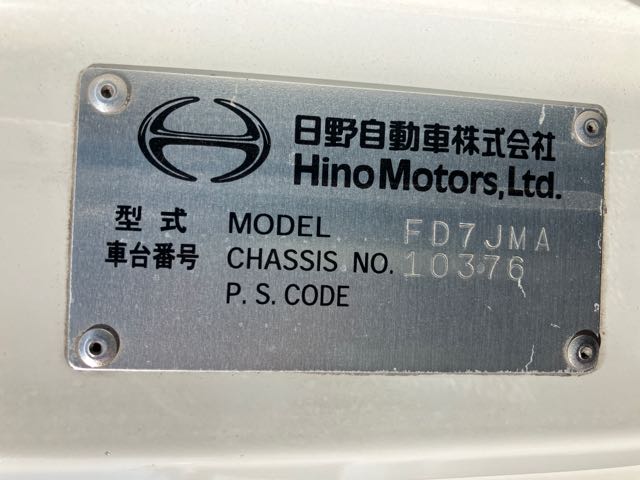 日野自動車株式会社
Hino Motors, Ltd.
型式 MODEL FD7JMA
車台番号 CHASSIS NO. 10376
P. S. CODE